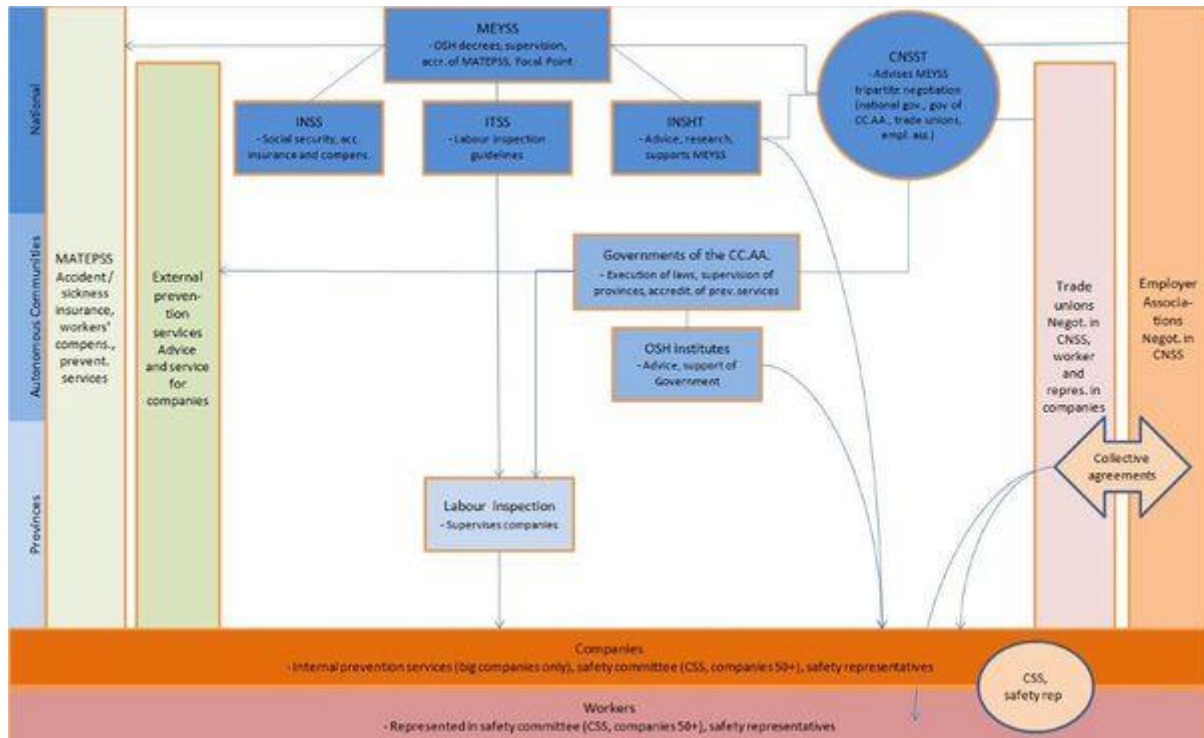 National
Autonomous Communities
Provinces
MEYSS
- OSH decrees, supervision,
accr. of MATEPSS, Focal Point
CNSST
- Advises MEYSS
tripartite negotiation
(national gov., gov of
CC.AA., trade unions,
empl. ass.)
INSS
- Social security, acc.
insurance and compens.
ITSS
- Labour inspection
guidelines
INSHT
- Advice, research,
supports MEYSS
MATEPSS
Accident/
sickness
insurance,
workers'
compens.,
prevent.
services
External
preven-
tion
services
Advice
and service
for
companies
Governments of the CC.AA.
- Execution of laws, supervision of
provinces, accredit. of prev. services
OSH institutes
- Advice, support of
Government
Trade
unions
Negot. in
CNSS,
worker
and
repres. in
companies
Employer
Associa-
tions
Negot. in
CNSS
Collective
agreements
Labour inspection
- Supervises companies
Companies
- Internal prevention services (big companies only), safety committee (CSS, companies 50+), safety representatives
CSS,
safety rep
Workers
- Represented in safety committee (CSS, companies 50+), safety representatives